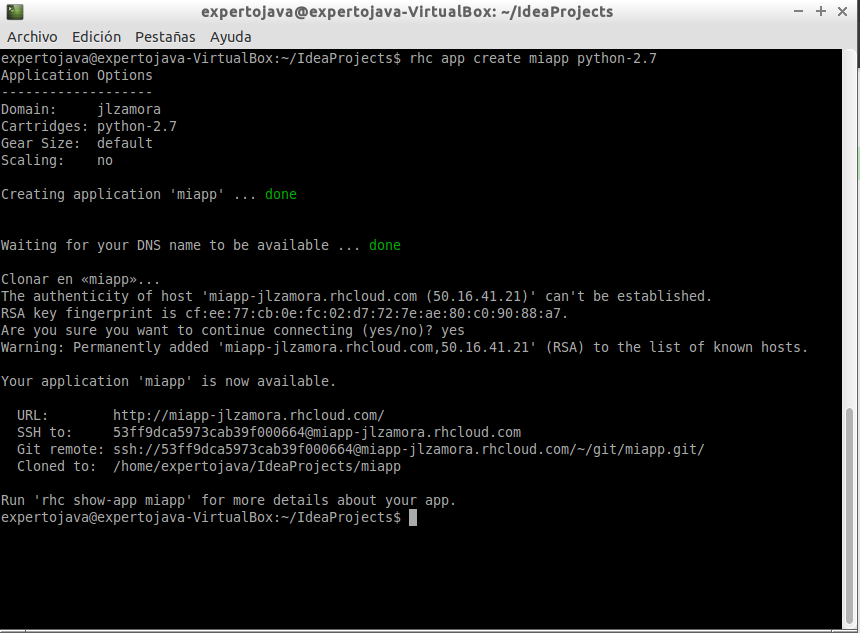 expertojava@expertojava-VirtualBox: ~/IdeaProjects
Archivo Edición Pestañas Ayuda
expertojava@expertojava-VirtualBox:~/IdeaProjects$ rhc app create miapp python-2.7
Application Options
-------------------
Domain:     jlzamora
Cartridges: python-2.7
Gear Size:  default
Scaling:    no
Creating application 'miapp' ... done
Waiting for your DNS name to be available ... done
Clonar en «miapp»...
The authenticity of host 'miapp-jlzamora.rhcloud.com (50.16.41.21)' can't be established.
RSA key fingerprint is cf:ee:77:cb:0e:fc:02:d7:72:7e:ae:80:c0:90:88:a7.
Are you sure you want to continue connecting (yes/no)? yes
Warning: Permanently added 'miapp-jlzamora.rhcloud.com,50.16.41.21' (RSA) to the list of known hosts.
Your application 'miapp' is now available.
  URL:        http://miapp-jlzamora.rhcloud.com/
  SSH to:     53ff9dca5973cab39f000664@miapp-jlzamora.rhcloud.com
  Git remote: ssh://53ff9dca5973cab39f000664@miapp-jlzamora.rhcloud.com/~/git/miapp.git/
  Cloned to:  /home/expertojava/IdeaProjects/miapp
Run 'rhc show-app miapp' for more details about your app.
expertojava@expertojava-VirtualBox:~/IdeaProjects$